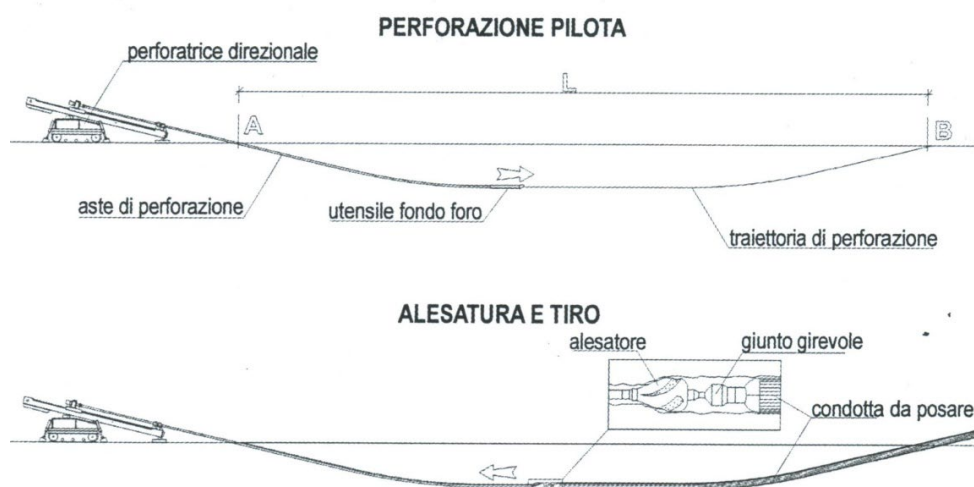 PERFORAZIONE PILOTA
perforatrice direzionale
L
A
B
aste di perforazione
utensile fondo foro
traiettoria di perforazione
ALESATURA E TIRO
alesatore
giunto girevole
condotta da posare